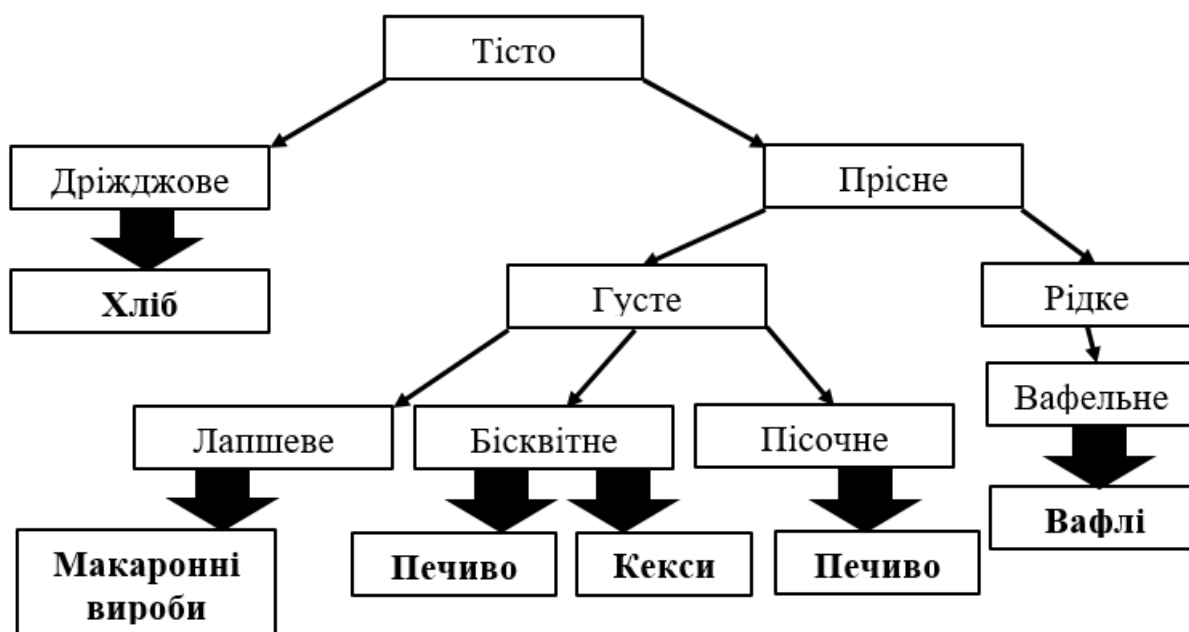 Тісто
Дріжджове
Прісне
Хліб
Густе
Рідке
Лапшеве
Бісквітне
Пісочне
Вафельне
Макаронні
вироби
Печиво
Кекси
Печиво
Вафлі